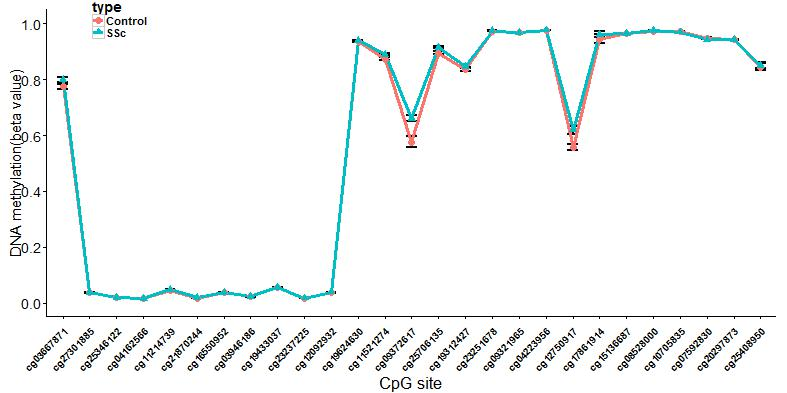 type
Control
SSc
DNA methylation(beta value)
1.0
0.8
0.6
0.4
0.2
0.0
cg03667871
cg27301885
cg25346122
cg04162566
cg11214739
cg21870244
cg16550952
cg03946186
cg19433037
cg23237225
cg12092932
cg19624630
cg11521274
cg09372617
cg25706135
cg19312427
cg23251678
cg09321965
cg04223956
cg12750917
cg17861914
cg15136687
cg08528000
cg10705835
cg07592830
cg20297873
cg25408950
CpG site